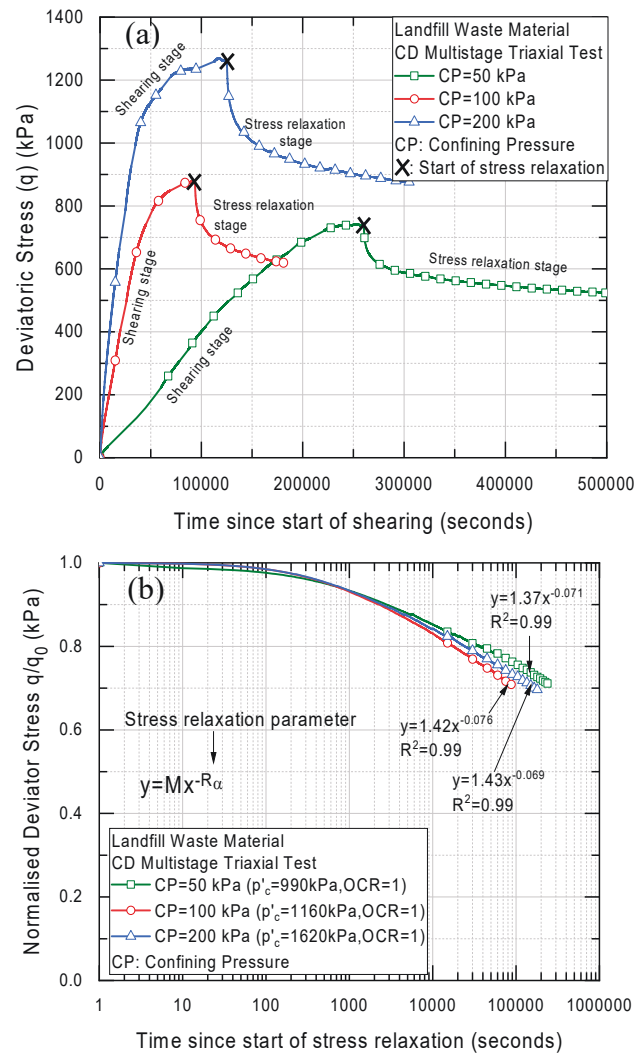 (a)
Landfill Waste Material
CD Multistage Triaxial Test
CP=50 kPa
CP=100 kPa
CP=200 kPa
CP: Confining Pressure
X: Start of stress relaxation
Shearing stage
Stress relaxation
stage
Shearing stage
Stress relaxation
stage
Shearing stage
Stress relaxation stage
Deviatoric Stress (q) (kPa)
1400
1200
1000
800
600
400
200
0
0 100000 200000 300000 400000 500000
Time since start of shearing (seconds)
(b)
Normalised Deviator Stress q/q₀ (kPa)
1.0
0.8
0.6
0.4
0.2
0.0
y=1.37x^-0.071
R²=0.99
y=1.42x^-0.076
R²=0.99
y=1.43x^-0.069
R²=0.99
Stress relaxation parameter
y=Mx^-Rα
Landfill Waste Material
CD Multistage Triaxial Test
CP=50 kPa (p'c=990kPa,OCR=1)
CP=100 kPa (p'c=1160kPa,OCR=1)
CP=200 kPa (p'c=1620kPa,OCR=1)
CP: Confining Pressure
1 10 100 1000 10000 100000 1000000
Time since start of stress relaxation (seconds)